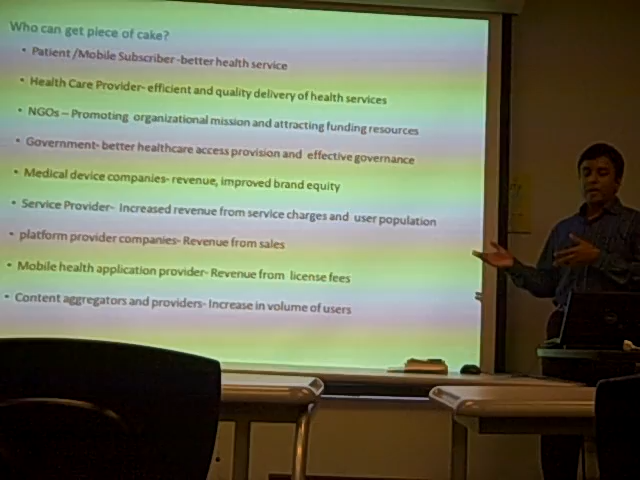 Who can get piece of cake?
• Patient /Mobile Subscriber -better health service
• Health Care Provider- efficient and quality delivery of health services
• NGOs – Promoting organizational mission and attracting funding resources
• Government- better healthcare access provision and effective governance
• Medical device companies- revenue, improved brand equity
• Service Provider- Increased revenue from service charges and user population
• platform provider companies- Revenue from sales
• Mobile health application provider- Revenue from license fees
• Content aggregators and providers- Increase in volume of users